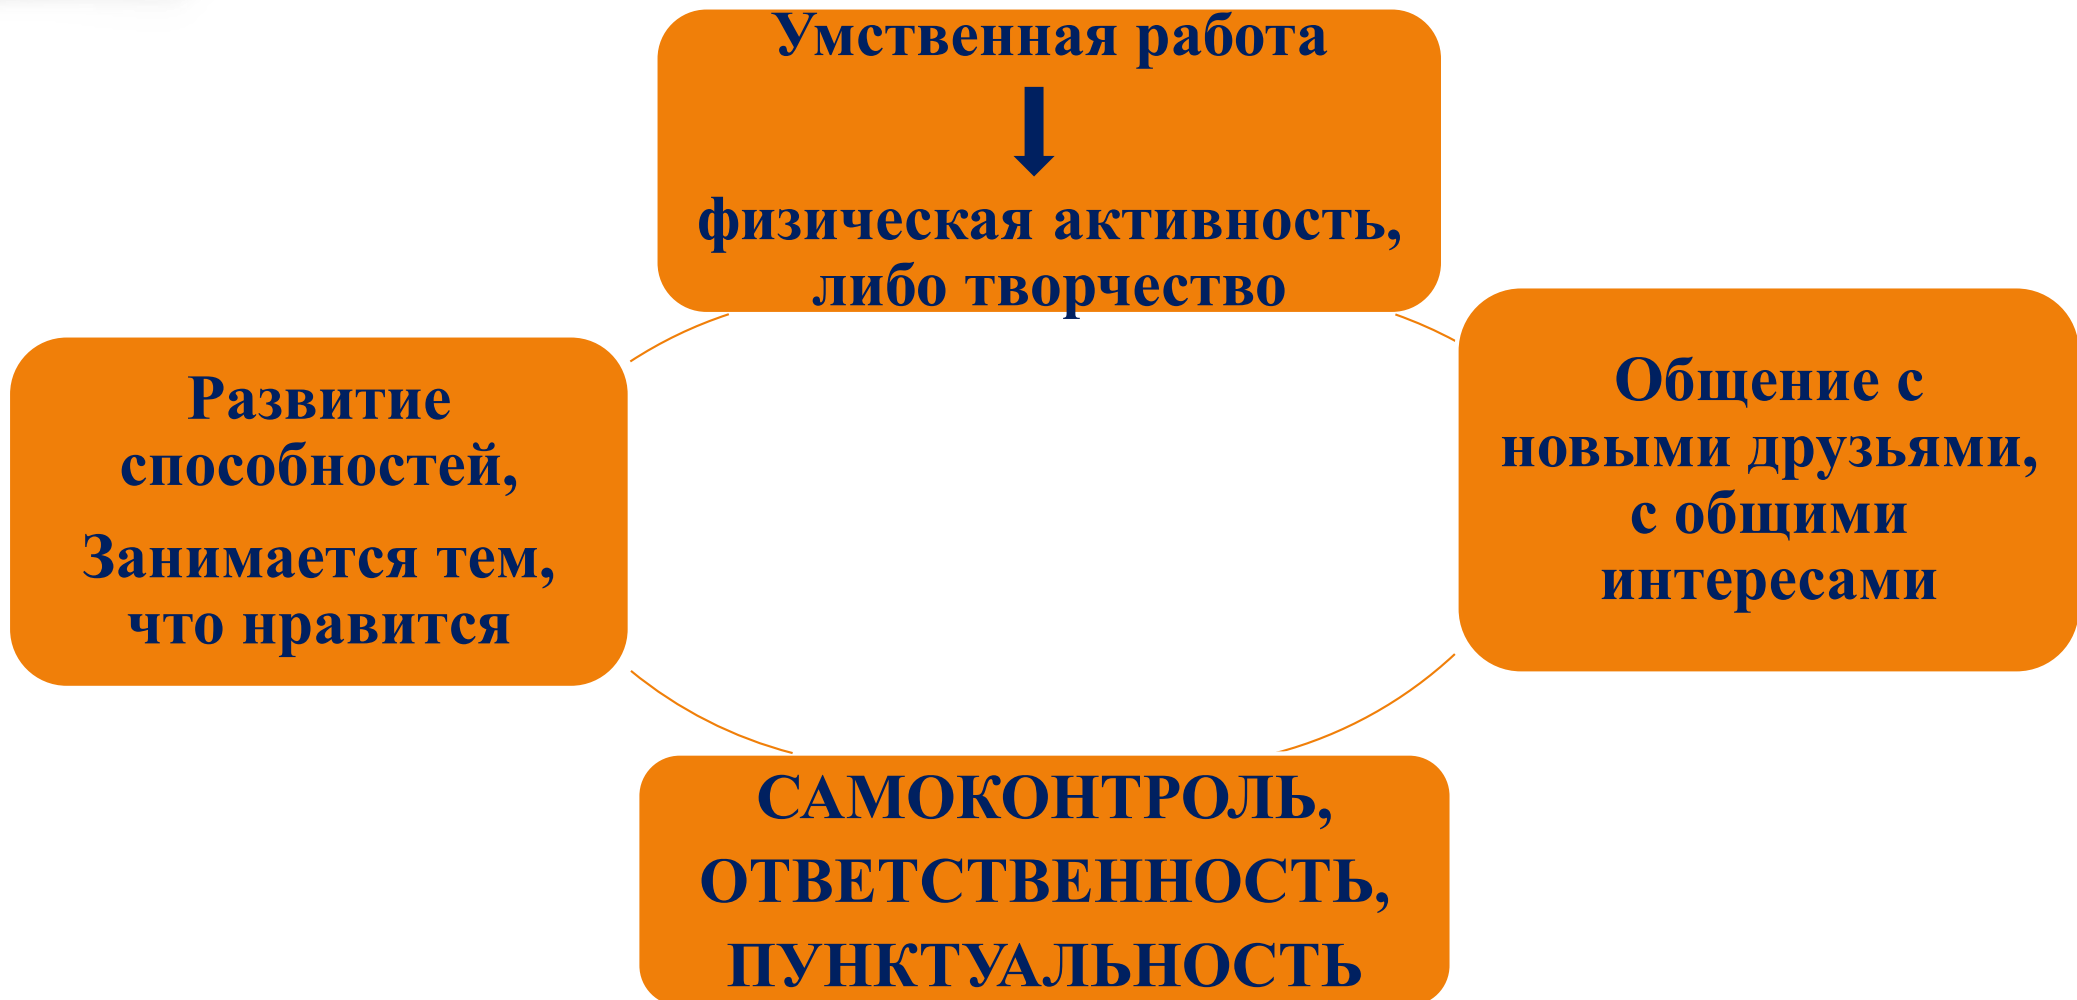 Умственная работа
физическая активность,
либо творчество
Общение с
новыми друзьями,
с общими
интересами
САМОКОНТРОЛЬ,
ОТВЕТСТВЕННОСТЬ,
ПУНКТУАЛЬНОСТЬ
Развитие
способностей,
Занимается тем,
что нравится